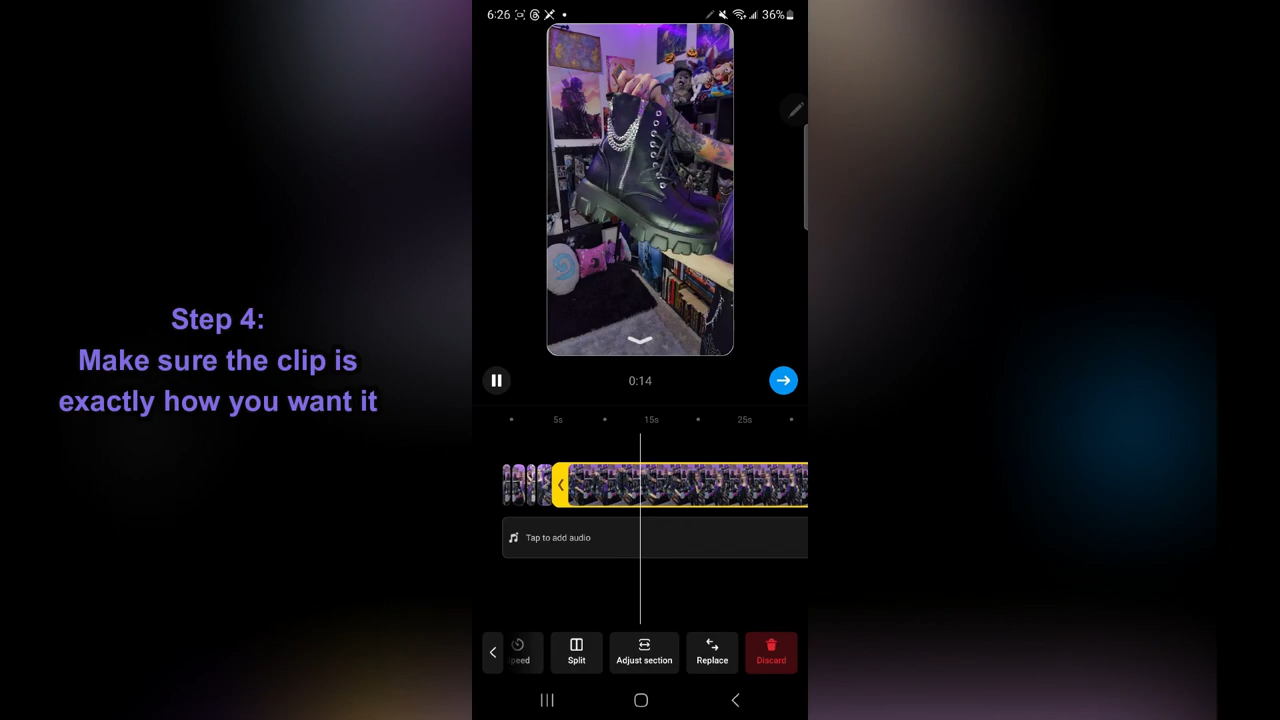 6:26
36%
Step 4:
Make sure the clip is
exactly how you want it
0:14
5s
15s
25s
Tap to add audio
peed
Split
Adjust section
Replace
Discard